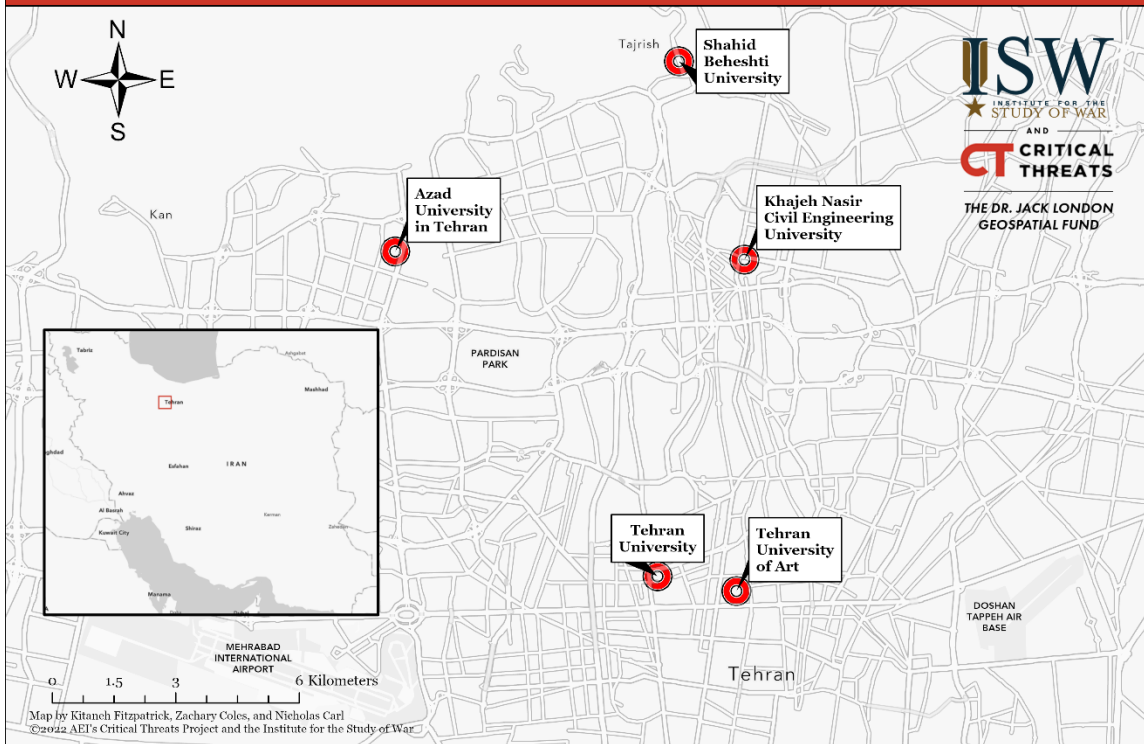 N
W
E
S
Tajrish
Shahid
Beheshti
University
ISW
INSTITUTE FOR THE
STUDY OF WAR
AND
CT CRITICAL
THREATS
THE DR. JACK LONDON
GEOSPATIAL FUND
Kan
Azad
University
in Tehran
Khajeh Nasir
Civil Engineering
University
PARDISAN
PARK
Tabriz
Ashgabat
Mashhad
Tehran
ghdad
Esfahan
IRAN
Ahvaz
Al Basrah
Kuwait City
Shiraz
Kerman
Zahedan
Manama
Dubai
Tehran
University
Tehran
University
of Art
DOSHAN
TAPPEH AIR
BASE
MEHRABAD
INTERNATIONAL
AIRPORT
Tehran
0 1.5 3 6 Kilometers
Map by Kitaneh Fitzpatrick, Zachary Coles, and Nicholas Carl
©2022 AEI's Critical Threats Project and the Institute for the Study of War